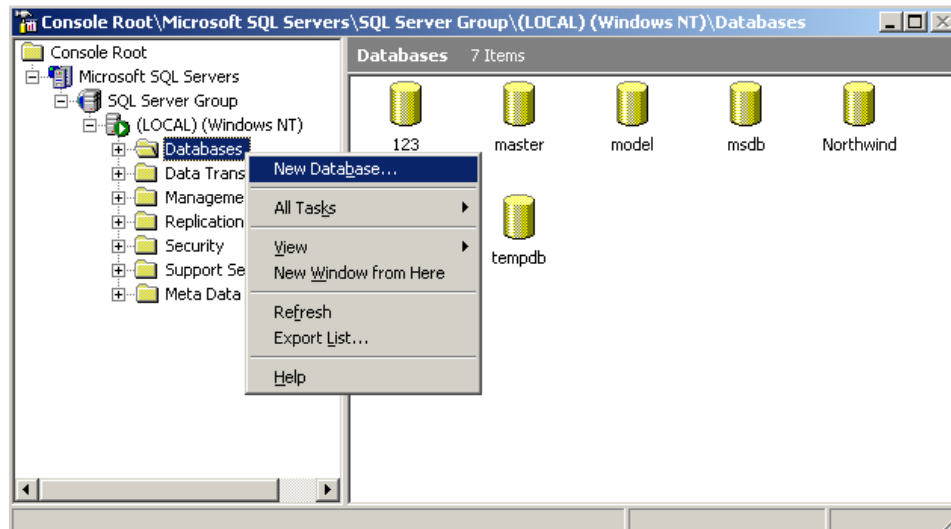 Console Root\Microsoft SQL Servers\SQL Server Group\(LOCAL) (Windows NT)\Databases
Console Root
Microsoft SQL Servers
SQL Server Group
(LOCAL) (Windows NT)
Databases
Data Trans
Manageme
Replication
Security
Support Se
Meta Data
Databases 7 Items
123
master
model
msdb
Northwind
tempdb
New Database...
All Tasks
View
New Window from Here
Refresh
Export List...
Help